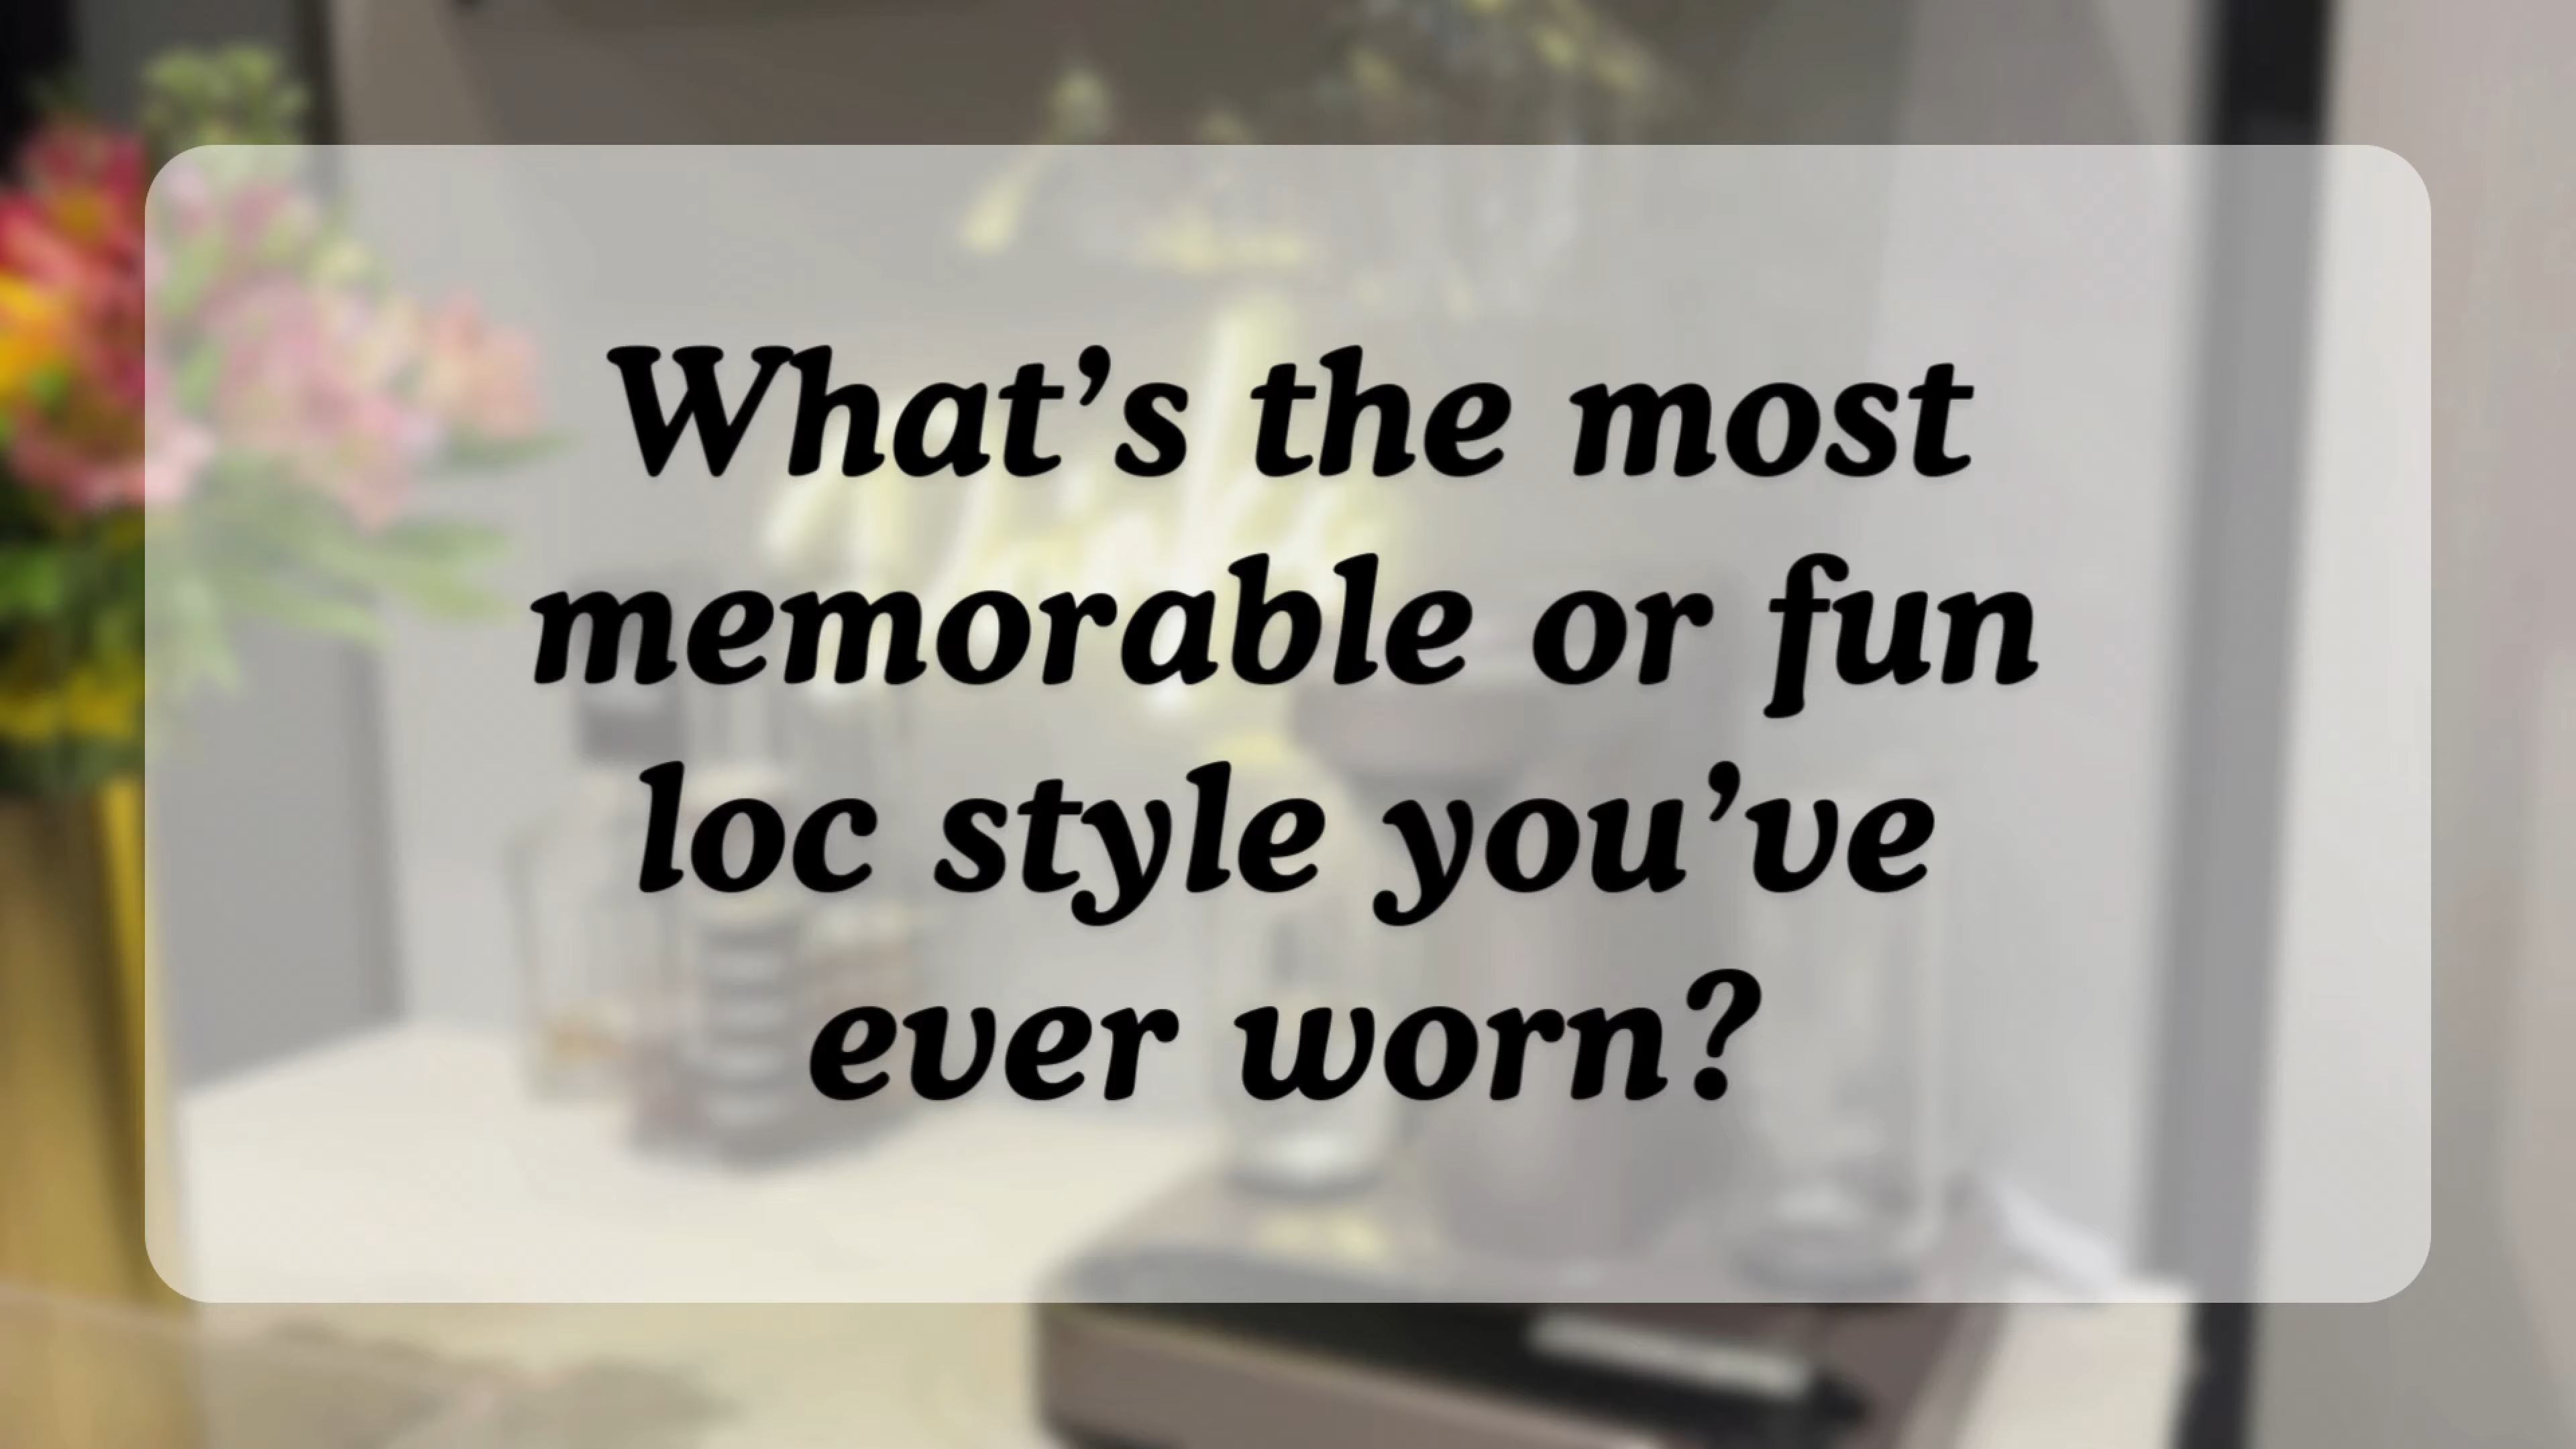 What’s the most
memorable or fun
loc style you’ve
ever worn?